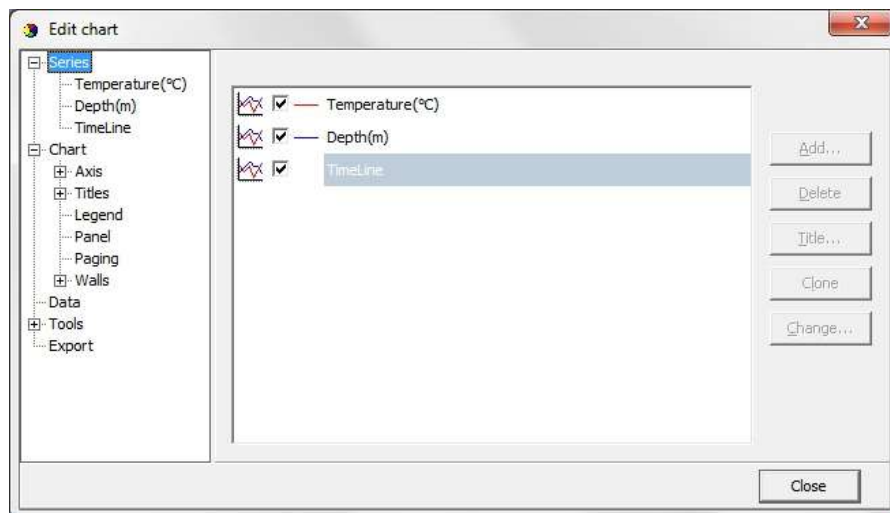 Edit chart
Series
Temperature(°C)
Depth(m)
TimeLine
Chart
Axis
Titles
Legend
Panel
Paging
Walls
Data
Tools
Export
Temperature(°C)
Depth(m)
TimeLine
Add...
Delete
Title...
Clone
Change...
Close